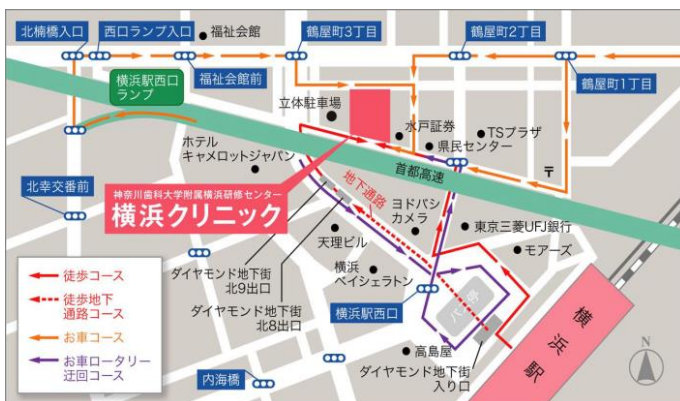 北楠橋入口
西口ランプ入口
福祉会館
鶴屋町3丁目
鶴屋町2丁目
福祉会館前
鶴屋町1丁目
横浜駅西口
ランプ
立体駐車場
水戸証券
TSプラザ
県民センター
ホテル
キャメロットジャパン
首都高速
〒
北幸交番前
神奈川歯科大学附属横浜研修センター
横浜クリニック
地下通路
ヨドバシ
カメラ
東京三菱UFJ銀行
モアーズ
天理ビル
ダイヤモンド地下街
北9出口
横浜
ベイシェラトン
ダイヤモンド地下街
北8出口
横浜駅西口
バス停
横浜駅
高島屋
ダイヤモンド地下街
入り口
内海橋
徒歩コース
徒歩地下
通路コース
お車コース
お車ロータリー
迂回コース
N